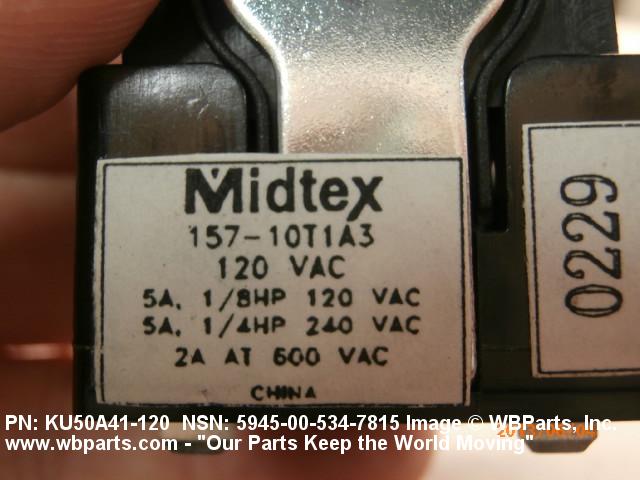 Midtex
157-10T1A3
120 VAC
5A. 1/8HP 120 VAC
5A. 1/4HP 240 VAC
2A AT 600 VAC
CHINA
0229
PN: KU50A41-120 NSN: 5945-00-534-7815 Image © WBParts, Inc.
www.wbparts.com - "Our Parts Keep the World Moving"